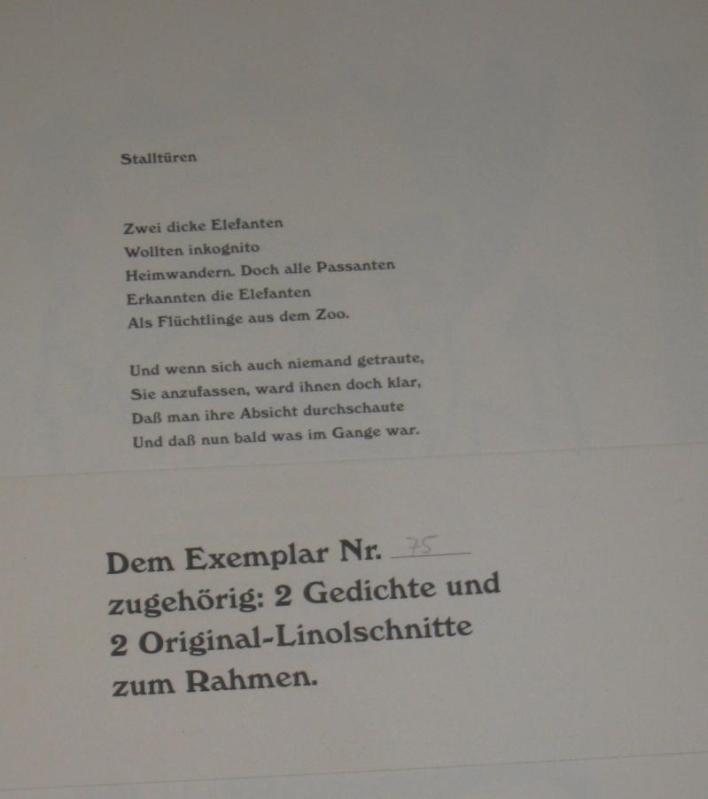 Stalltüren
Zwei dicke Elefanten
Wollten inkognito
Heimwandern. Doch alle Passanten
Erkannten die Elefanten
Als Flüchtlinge aus dem Zoo.
Und wenn sich auch niemand getraute,
Sie anzufassen, ward ihnen doch klar,
Daß man ihre Absicht durchschaute
Und daß nun bald was im Gange war.
Dem Exemplar Nr. 75
zugehörig: 2 Gedichte und
2 Original-Linolschnitte
zum Rahmen.